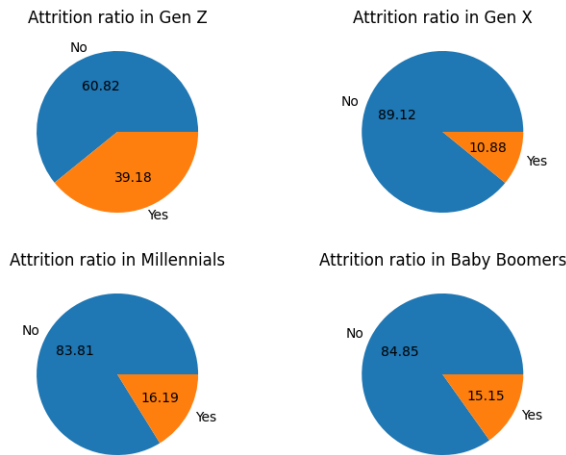 Attrition ratio in Gen Z
No
60.82
39.18
Yes
Attrition ratio in Gen X
No
89.12
10.88
Yes
Attrition ratio in Millennials
No
83.81
16.19
Yes
Attrition ratio in Baby Boomers
No
84.85
15.15
Yes